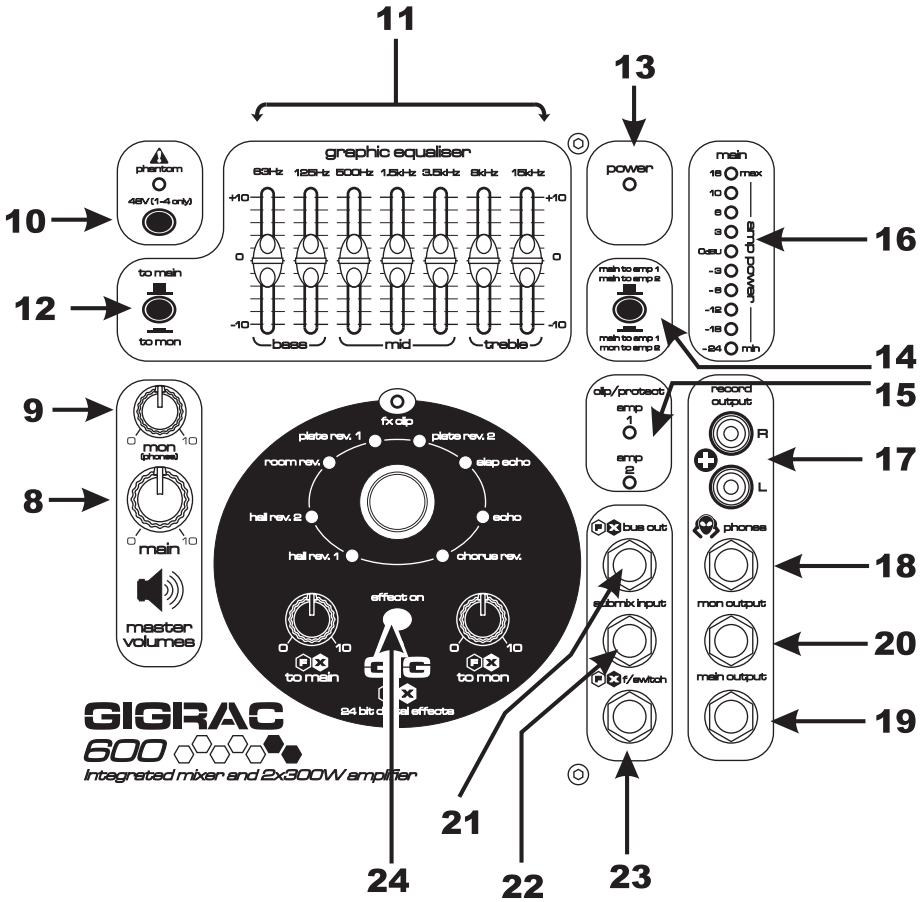 11
13
graphic equaliser
63Hz 125Hz 500Hz 1.5kHz 3.5kHz 8kHz 15kHz
+10 +10
0 0
-10 -10
bass mid treble
phantom
48V (1-4 only)
10
to main
to mon
12
power
main
16 max
10
6
3
0dBu
-3
-6
-12
-18
-24 min
amp power
16
main to amp 1
main to amp 2
main to amp 1
mon to amp 2
14
15
clip/protect
amp
1
amp
2
record
output
R
L
17
9
0 10
mon
(phones)
8
0 10
main
master
volumes
fx clip
plate rev. 1
plate rev. 2
room rev.
slap echo
hall rev. 2
echo
hall rev. 1
chorus rev.
effect on
0 10
FX
to main
0 10
FX
to mon
GIG
FX
24 bit digital effects
FX bus out
submix input
FX f/switch
phones
18
mon output
20
main output
19
GIGRAC
600
Integrated mixer and 2x300W amplifier
21
22
23
24